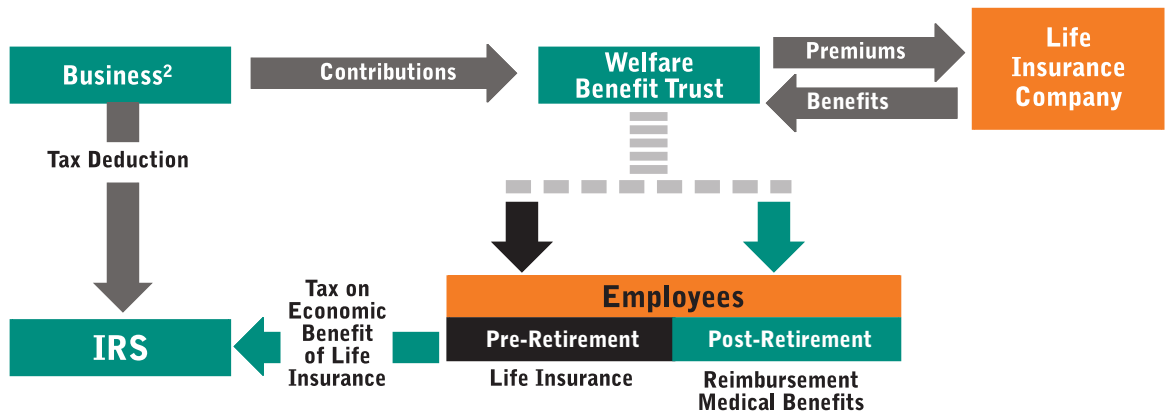 Business²
Contributions
Welfare
Benefit Trust
Premiums
Benefits
Life
Insurance
Company
Tax Deduction
IRS
Tax on
Economic
Benefit
of Life
Insurance
Employees
Pre-Retirement
Post-Retirement
Life Insurance
Reimbursement
Medical Benefits